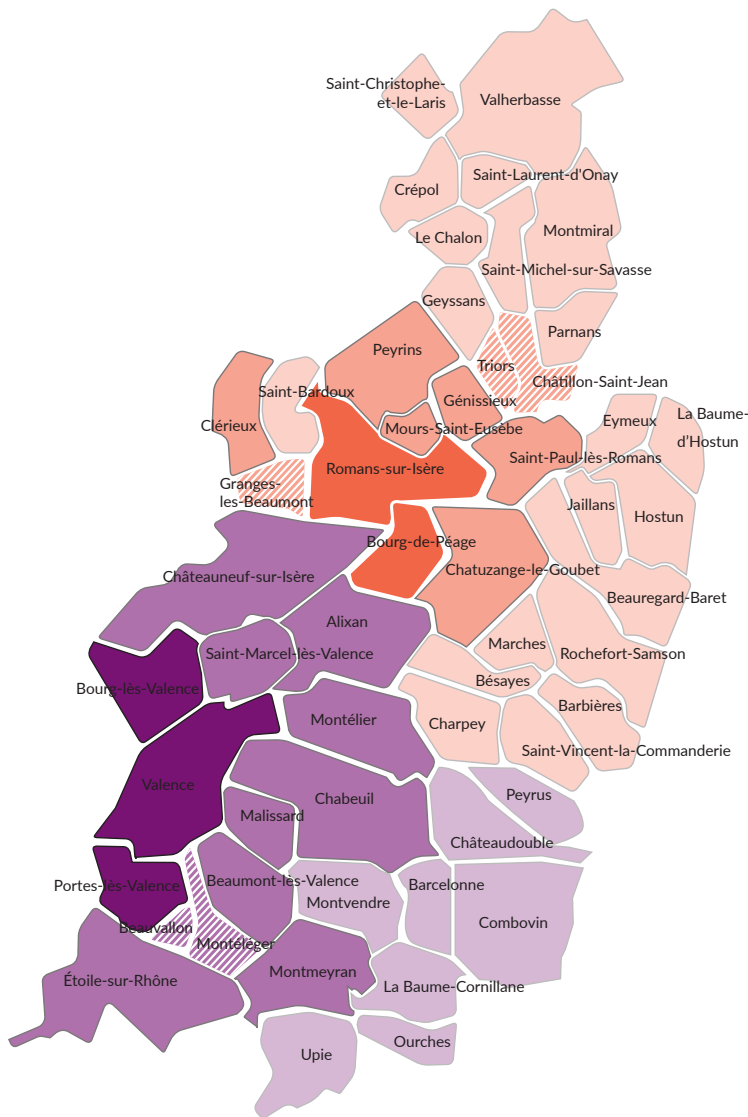 Saint-Christophe-
et-le-Laris
Valherbasse
Saint-Laurent-d'Onay
Crépol
Montmiral
Le Chalon
Saint-Michel-sur-Savasse
Geyssans
Parnans
Peyrins
Triors
Châtillon-Saint-Jean
Saint-Bardoux
Génissieux
La Baume-
d'Hostun
Eymeux
Clérieux
Mours-Saint-Eusèbe
Saint-Paul-lès-Romans
Romans-sur-Isère
Granges-
les-Beaumont
Jaillans
Hostun
Bourg-de-Péage
Châteauneuf-sur-Isère
Chatuzange-le-Goubet
Beauregard-Baret
Alixan
Marches
Saint-Marcel-lès-Valence
Rochefort-Samson
Bésayes
Bourg-lès-Valence
Barbières
Montélier
Charpey
Saint-Vincent-la-Commanderie
Valence
Chabeuil
Peyrus
Malissard
Châteaudouble
Beaumont-lès-Valence
Barcelonne
Portes-lès-Valence
Montvendre
Combovin
Beauvallon
Montéléger
Montmeyran
Étoile-sur-Rhône
La Baume-Cornillane
Ourches
Upie